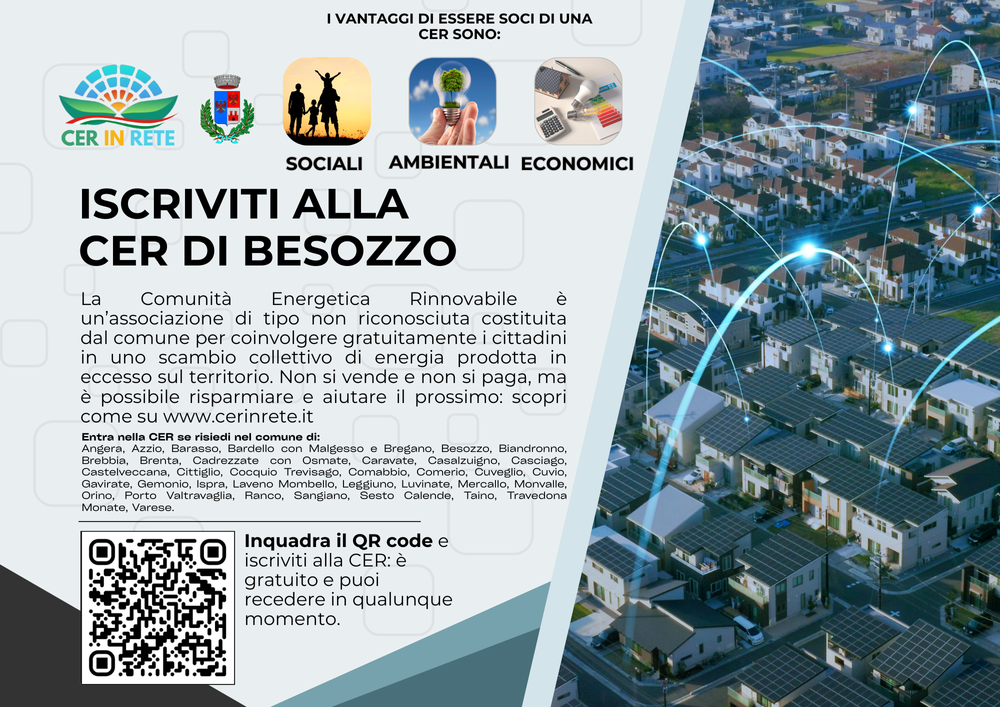 I VANTAGGI DI ESSERE SOCI DI UNA
CER SONO:
CER IN RETE
SOCIALI
AMBIENTALI
ECONOMICI
ISCRIVITI ALLA
CER DI BESOZZO
La Comunità Energetica Rinnovabile è
un'associazione di tipo non riconosciuta costituita
dal comune per coinvolgere gratuitamente i cittadini
in uno scambio collettivo di energia prodotta in
eccesso sul territorio. Non si vende e non si paga, ma
è possibile risparmiare e aiutare il prossimo: scopri
come su www.cerinrete.it
Entra nella CER se risiedi nel comune di:
Angera, Azzio, Barasso, Bardello con Malgesso e Bregano, Besozzo, Biandronno,
Brebbia, Brenta, Cadrezzate con Osmate, Caravate, Casalzuigno, Casciago,
Castelveccana, Cittiglio, Cocquio Trevisago, Comabbio, Comerio, Cuveglio, Cuvio,
Gavirate, Gemonio, Ispra, Laveno Mombello, Leggiuno, Luvinate, Mercallo, Monvalle,
Orino, Porto Valtravaglia, Ranco, Sangiano, Sesto Calende, Taino, Travedona
Monate, Varese.
Inquadra il QR code e
iscriviti alla CER: è
gratuito e puoi
recedere in qualunque
momento.